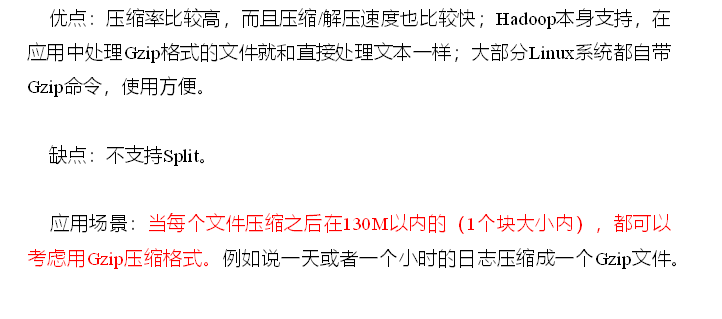 优点：压缩率比较高，而且压缩/解压速度也比较快；Hadoop本身支持，在
应用中处理Gzip格式的文件就和直接处理文本一样；大部分Linux系统都自带
Gzip命令，使用方便。
缺点：不支持Split。
应用场景：当每个文件压缩之后在130M以内的（1个块大小内），都可以
考虑用Gzip压缩格式。例如说一天或者一个小时的日志压缩成一个Gzip文件。